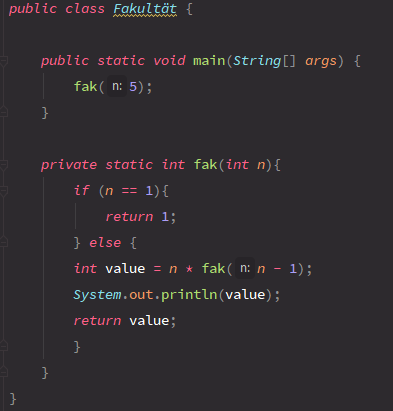 public class Fakultät {
public static void main(String[] args) {
fak( n: 5);
}
private static int fak(int n){
if (n == 1){
return 1;
} else {
int value = n * fak( n: n - 1);
System.out.println(value);
return value;
}
}
}